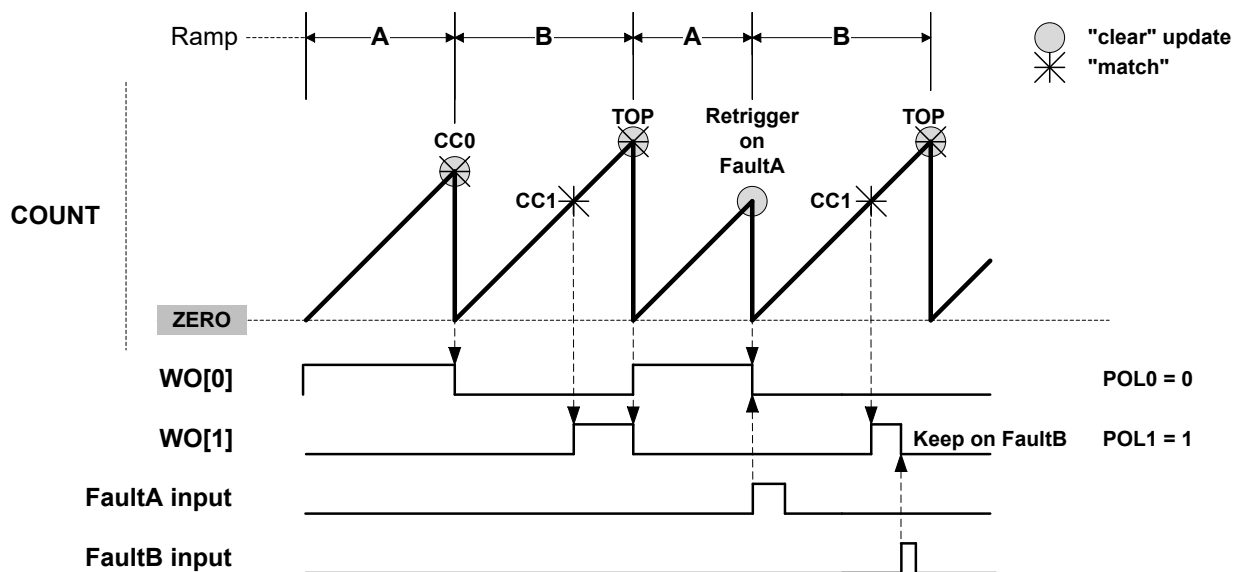 Ramp
A
B
A
B
"clear" update
"match"
TOP
Retrigger
on
FaultA
TOP
CC0
CC1
CC1
COUNT
ZERO
WO[0]
POL0 = 0
WO[1]
Keep on FaultB
POL1 = 1
FaultA input
FaultB input